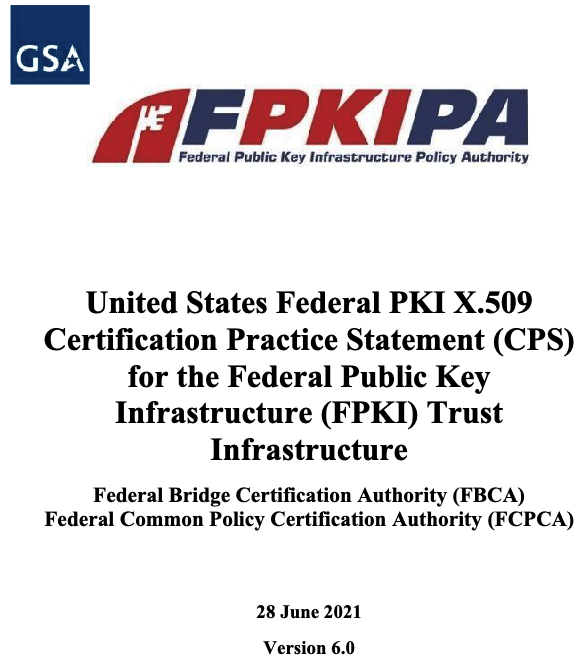 GSA
FPKIPA
Federal Public Key Infrastructure Policy Authority
United States Federal PKI X.509
Certification Practice Statement (CPS)
for the Federal Public Key
Infrastructure (FPKI) Trust
Infrastructure
Federal Bridge Certification Authority (FBCA)
Federal Common Policy Certification Authority (FCPCA)
28 June 2021
Version 6.0